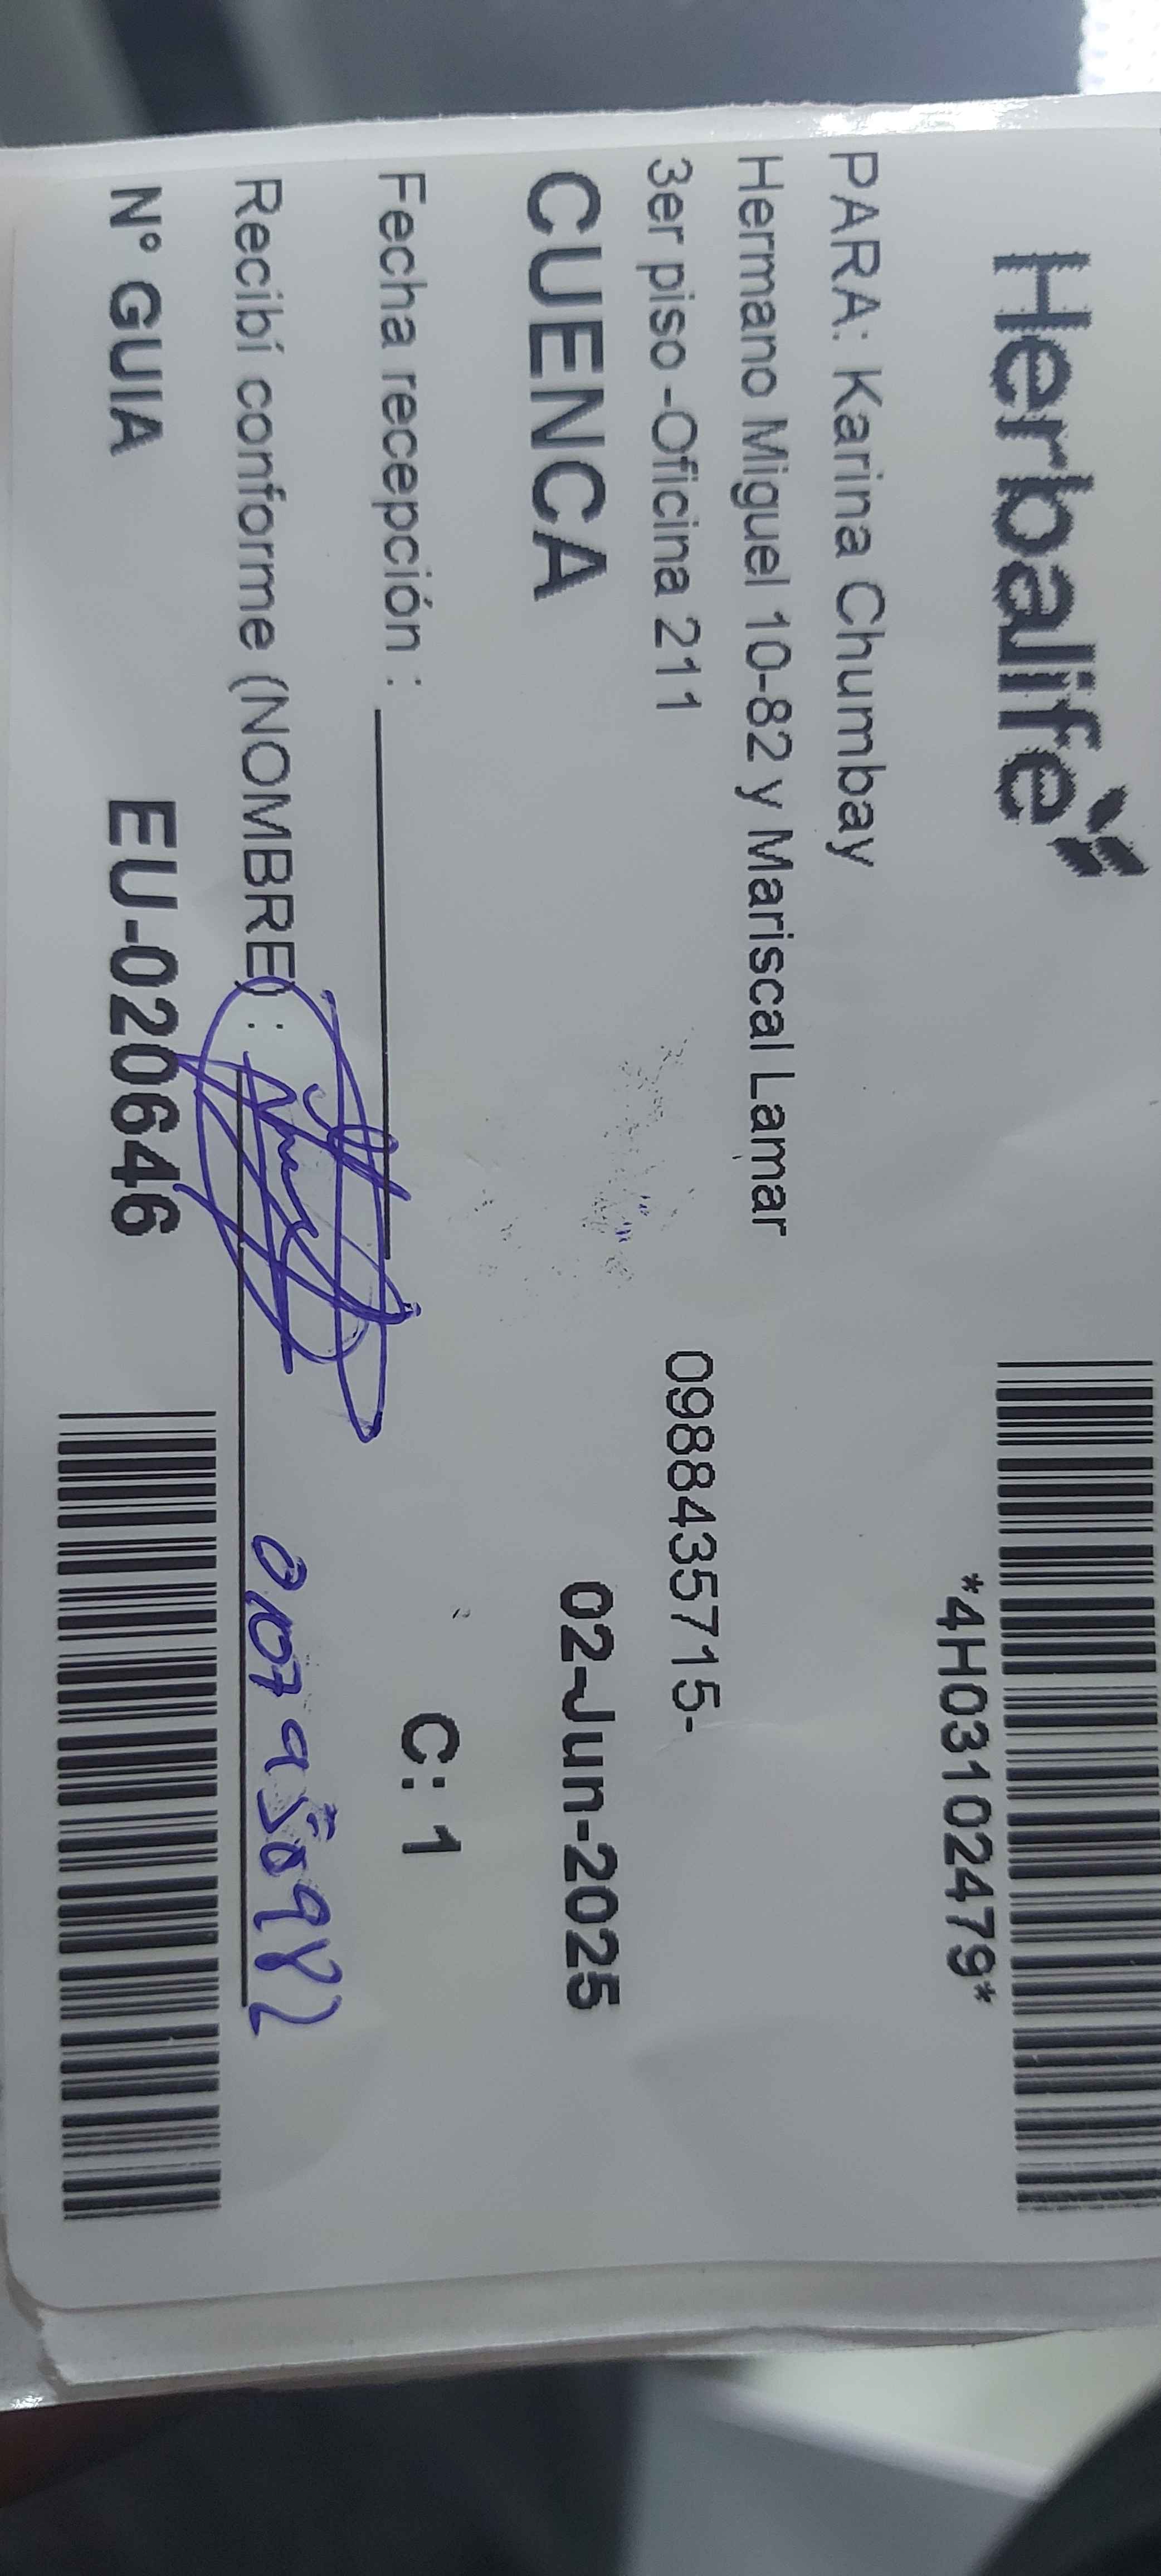 Herbalife
*4H03102479*
PARA: Karina Chumbay
Hermano Miguel 10-82 y Mariscal Lamar
3er piso -Oficina 211 0988435715-
CUENCA 02-Jun-2025
Fecha recepción :
C: 1
Recibí conforme (NOMBRE) :
N° GUIA EU-020646